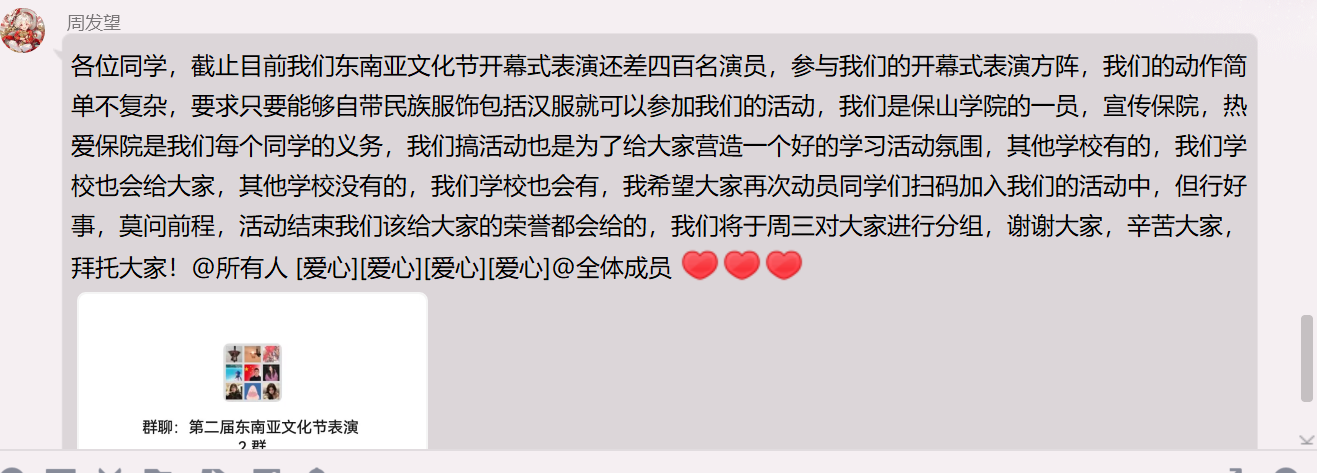 周发望
各位同学，截止目前我们东南亚文化节开幕式表演还差四百名演员，参与我们的开幕式表演方阵，我们的动作简
单不复杂，要求只要能够自带民族服饰包括汉服就可以参加我们的活动，我们是保山学院的一员，宣传保院，热
爱保院是我们每个同学的义务，我们搞活动也是为了给大家营造一个好的学习活动氛围，其他学校有的，我们学
校也会给大家，其他学校没有的，我们学校也会有，我希望大家再次动员同学们扫码加入我们的活动中，但行好
事，莫问前程，活动结束我们该给大家的荣誉都会给的，我们将于周三对大家进行分组，谢谢大家，辛苦大家，
拜托大家！@所有人 [爱心][爱心][爱心][爱心]@全体成员
群聊：第二届东南亚文化节表演
2 群